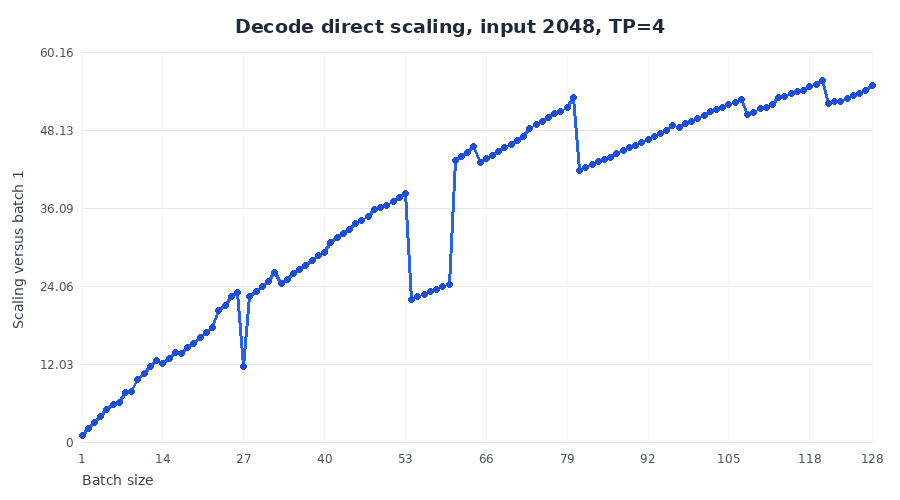 Decode direct scaling, input 2048, TP=4
60.16
48.13
36.09
24.06
12.03
0
Scaling versus batch 1
1 14 27 40 53 66 79 92 105 118 128
Batch size